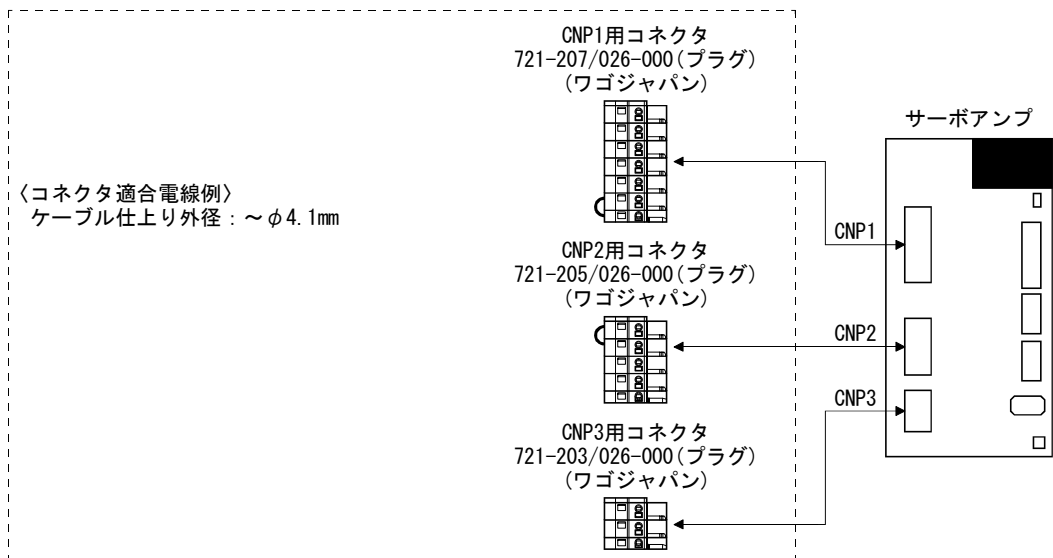 CNP1用コネクタ
721-207/026-000(プラグ)
(ワゴジャパン)
サーボアンプ
〈コネクタ適合電線例〉
ケーブル仕上り外径:~φ4.1mm
CNP1
CNP2用コネクタ
721-205/026-000(プラグ)
(ワゴジャパン)
CNP2
CNP3
CNP3用コネクタ
721-203/026-000(プラグ)
(ワゴジャパン)